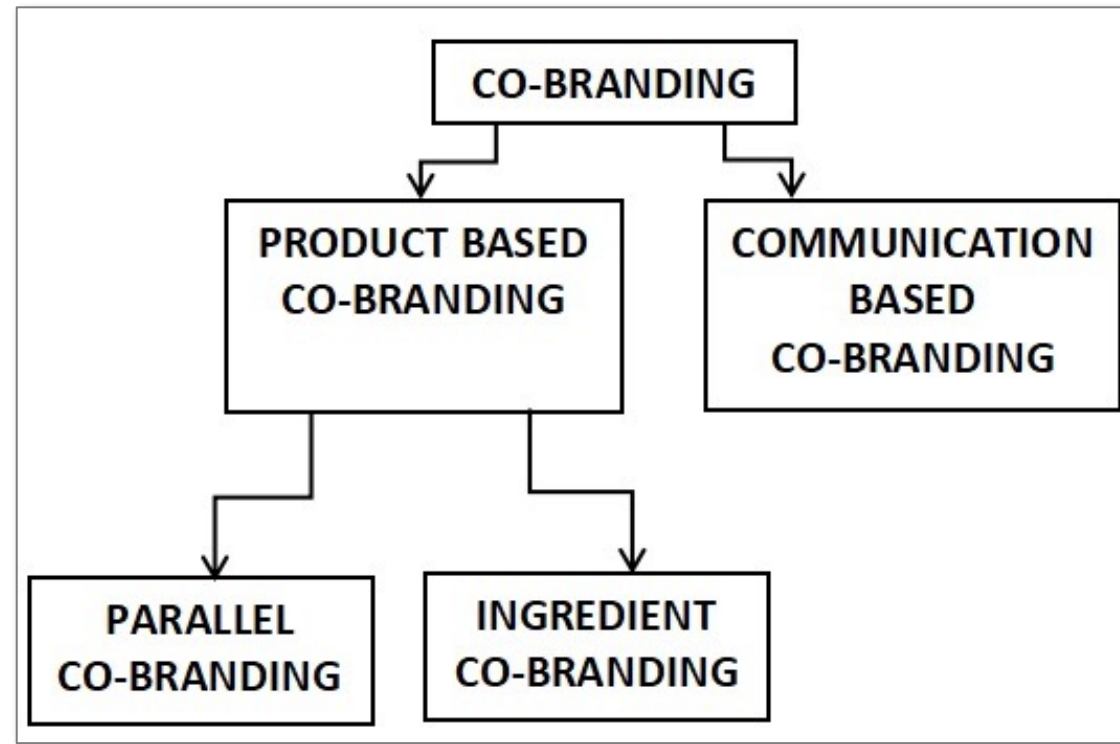 CO-BRANDING
PRODUCT BASED
CO-BRANDING
COMMUNICATION
BASED
CO-BRANDING
PARALLEL
CO-BRANDING
INGREDIENT
CO-BRANDING